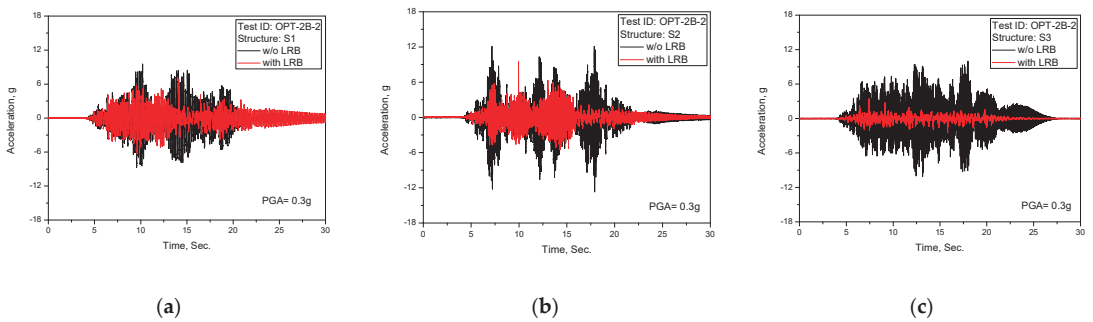 18
12
6
0
-6
-12
-18
Acceleration, g
Test ID: OPT-2B-2
Structure: S1
w/o LRB
with LRB
PGA= 0.3g
0 5 10 15 20 25 30
Time, Sec.
(a)
18
12
6
0
-6
-12
-18
Acceleration, g
Test ID: OPT-2B-2
Structure: S2
w/o LRB
with LRB
PGA= 0.3g
0 5 10 15 20 25 30
Time, Sec.
(b)
18
12
6
0
-6
-12
-18
Acceleration, g
Test ID: OPT-2B-2
Structure: S3
w/o LRB
with LRB
PGA= 0.3g
0 5 10 15 20 25 30
Time, Sec.
(c)